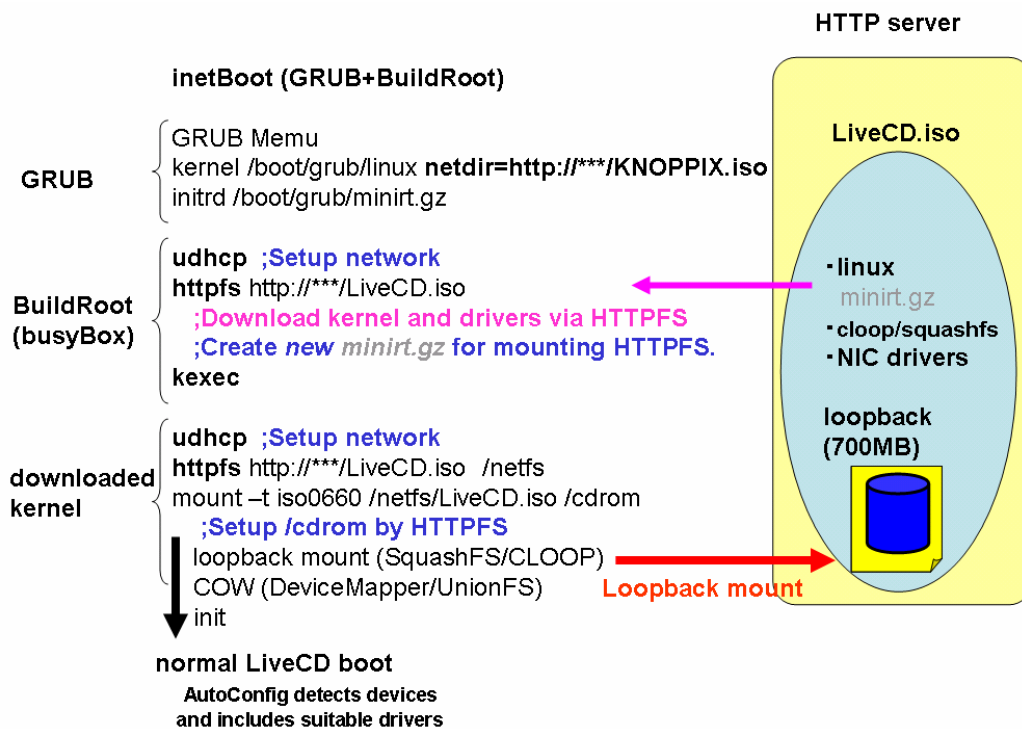 HTTP server
inetBoot (GRUB+BuildRoot)
GRUB
GRUB Memu
kernel /boot/grub/linux netdir=http://***/KNOPPIX.iso
initrd /boot/grub/minirt.gz
BuildRoot
(busyBox)
udhcp ;Setup network
httpfs http://***/LiveCD.iso
;Download kernel and drivers via HTTPFS
;Create new minirt.gz for mounting HTTPFS.
kexec
downloaded
kernel
udhcp ;Setup network
httpfs http://***/LiveCD.iso /netfs
mount –t iso0660 /netfs/LiveCD.iso /cdrom
;Setup /cdrom by HTTPFS
loopback mount (SquashFS/CLOOP)
COW (DeviceMapper/UnionFS)
init
normal LiveCD boot
AutoConfig detects devices
and includes suitable drivers
LiveCD.iso
・linux
minirt.gz
・cloop/squashfs
・NIC drivers
loopback
(700MB)
Loopback mount